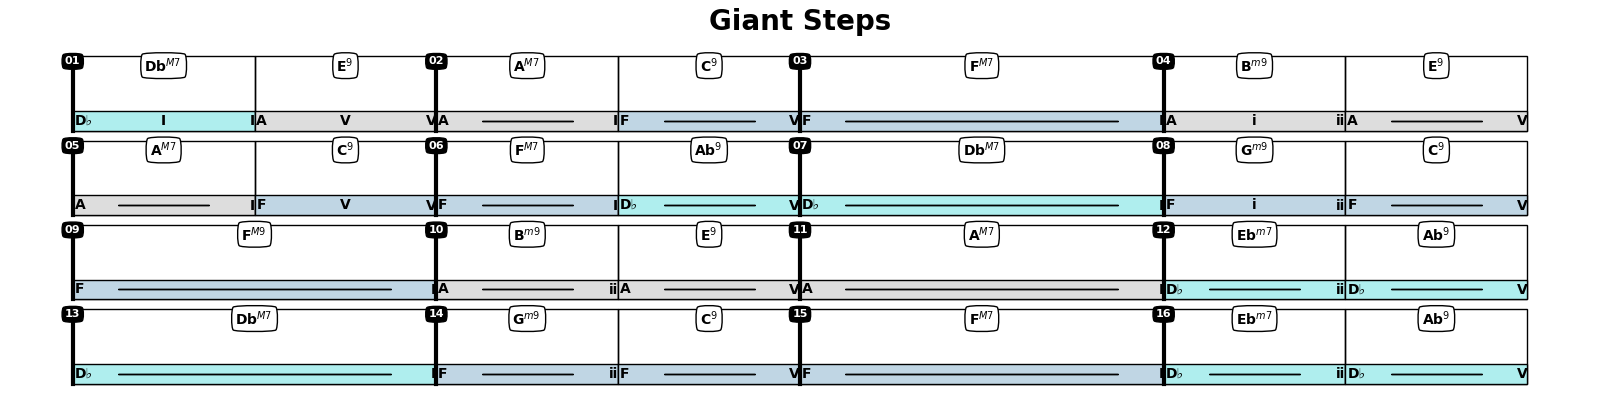 Giant Steps
01 Db^M7 E^9 02 A^M7 C^9 03 F^M7 04 B^m9 E^9
D♭ I I A V V A I F V F I A i ii A V
05 A^M7 C^9 06 F^M7 Ab^9 07 Db^M7 08 G^m9 C^9
A I F V V F I D♭ V D♭ I F i ii F V
09 F^M9 10 B^m9 E^9 11 A^M7 12 Eb^m7 Ab^9
F I A ii A V A I D♭ ii D♭ V
13 Db^M7 14 G^m9 C^9 15 F^M7 16 Eb^m7 Ab^9
D♭ I F ii F V F I D♭ ii D♭ V